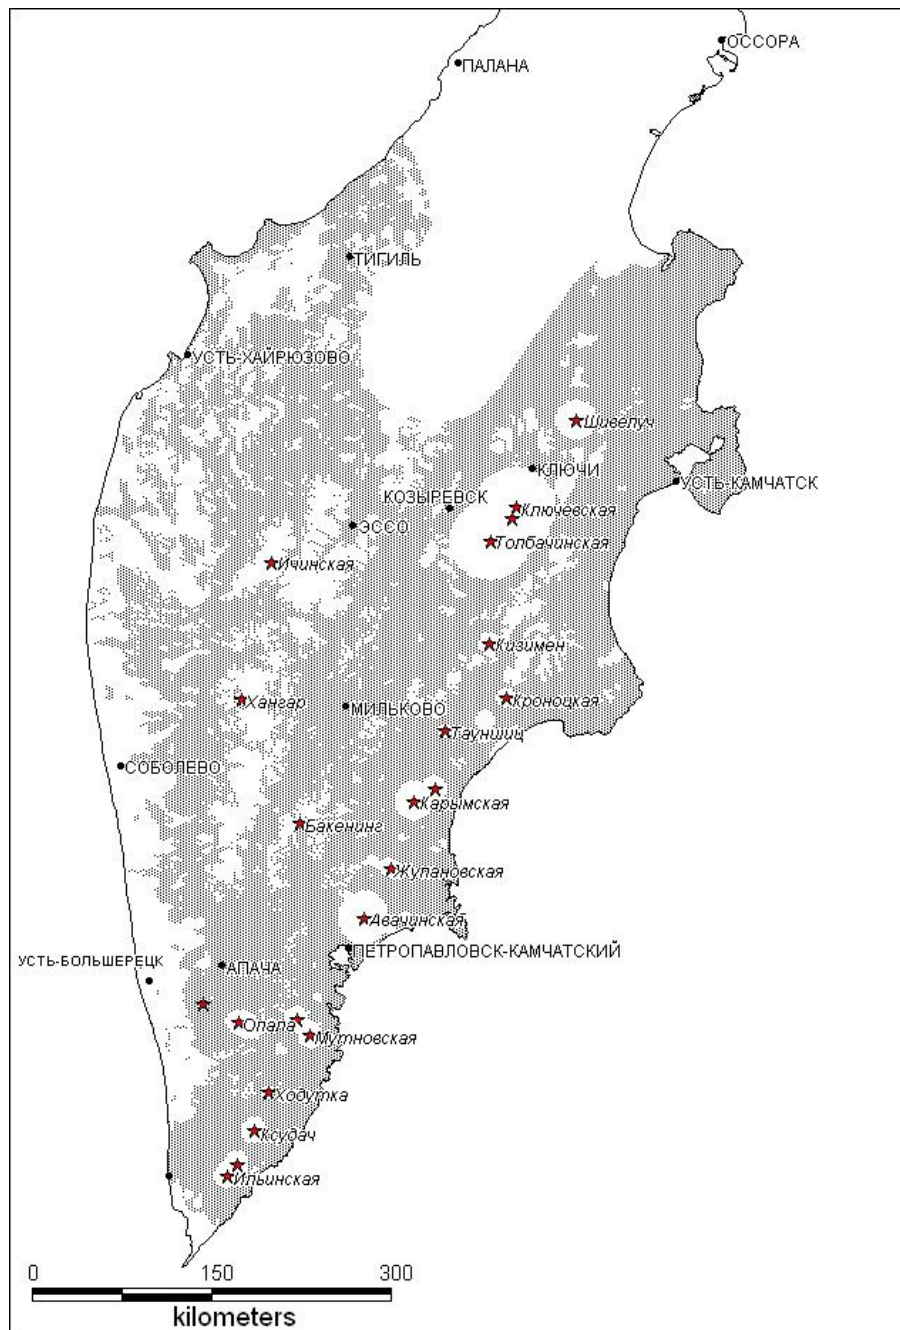 ОССОРА
ПАЛАНА
ТИГИЛЬ
УСТЬ-ХАЙРЮЗОВО
Шивелуч
КЛЮЧИ
УСТЬ-КАМЧАТСК
КОЗЫРЕВСК
Ключевская
ЭССО
Толбачинская
Ичинская
Кизимен
Хангар
Кроноцкая
МИЛЬКОВО
Тауншиц
СОБОЛЕВО
Карымская
Бакенинг
Жупановская
Авачинская
ПЕТРОПАВЛОВСК-КАМЧАТСКИЙ
УСТЬ-БОЛЬШЕРЕЦК
АПАЧА
Опала
Мутновская
Ходутка
Ксудач
Ильинская
0 150 300
kilometers